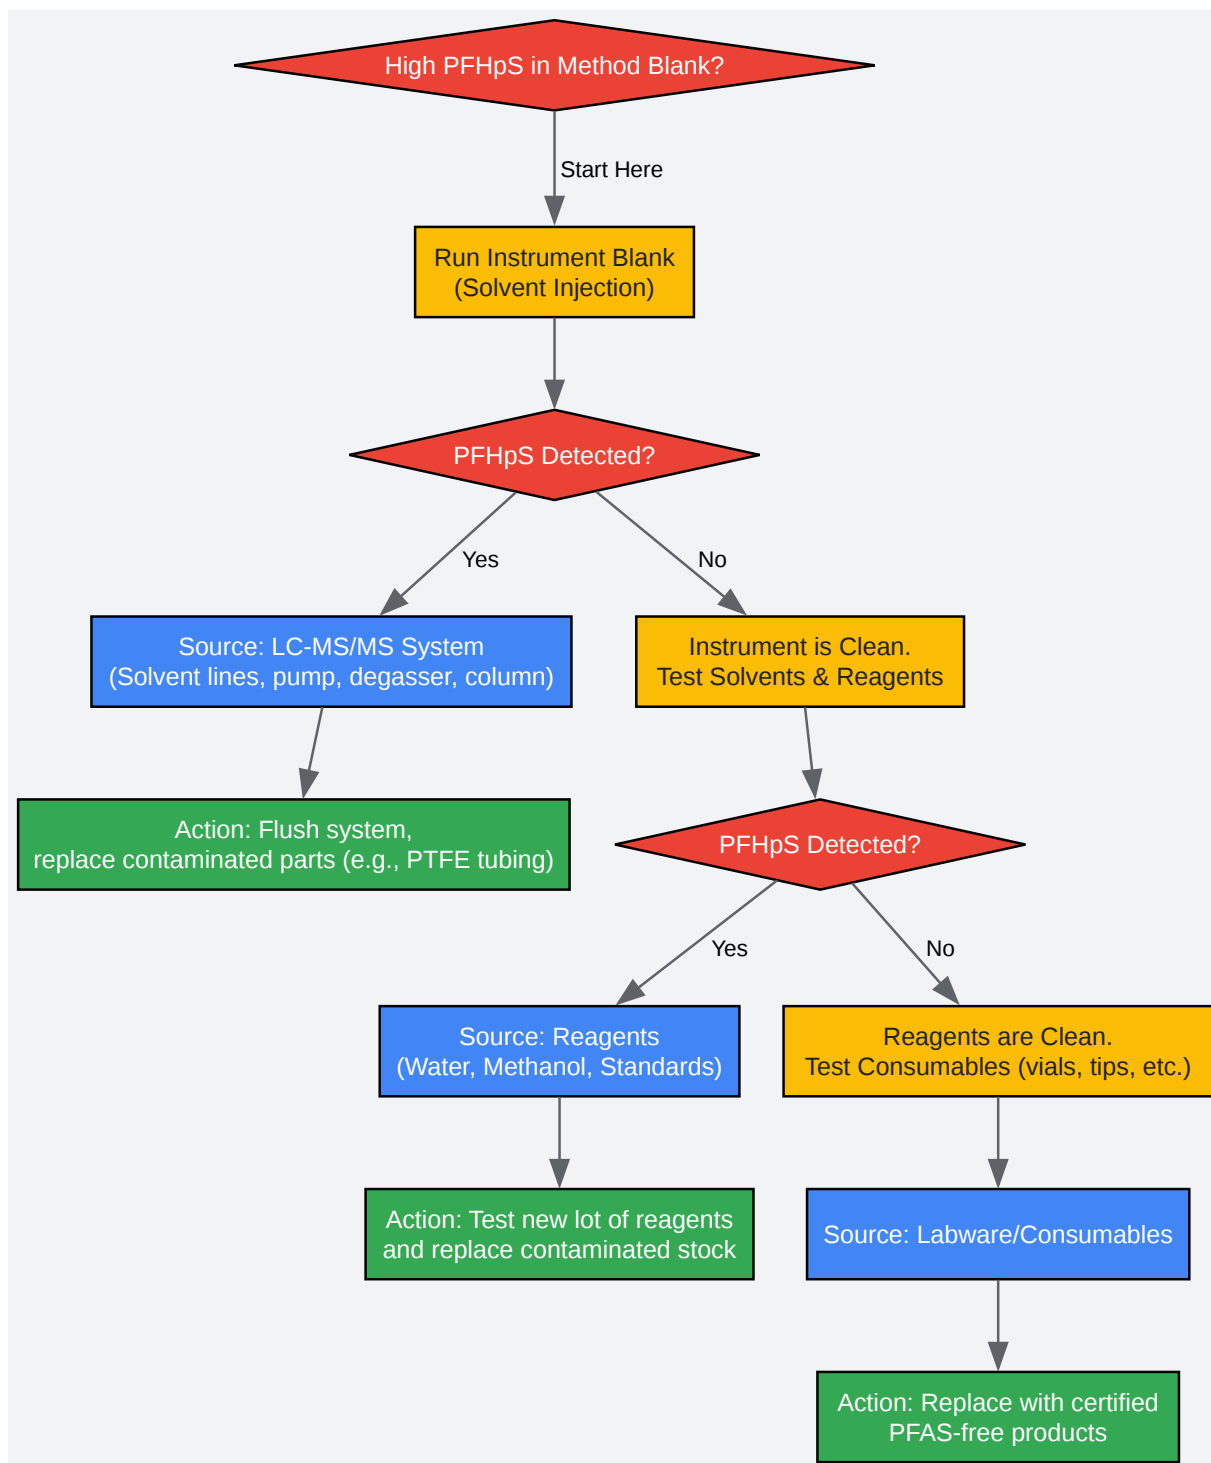 High PFHpS in Method Blank?
Start Here
Run Instrument Blank
(Solvent Injection)
PFHpS Detected?
Yes
No
Source: LC-MS/MS System
(Solvent lines, pump, degasser, column)
Instrument is Clean.
Test Solvents & Reagents
Action: Flush system,
replace contaminated parts (e.g., PTFE tubing)
PFHpS Detected?
Yes
No
Source: Reagents
(Water, Methanol, Standards)
Reagents are Clean.
Test Consumables (vials, tips, etc.)
Action: Test new lot of reagents
and replace contaminated stock
Source: Labware/Consumables
Action: Replace with certified
PFAS-free products